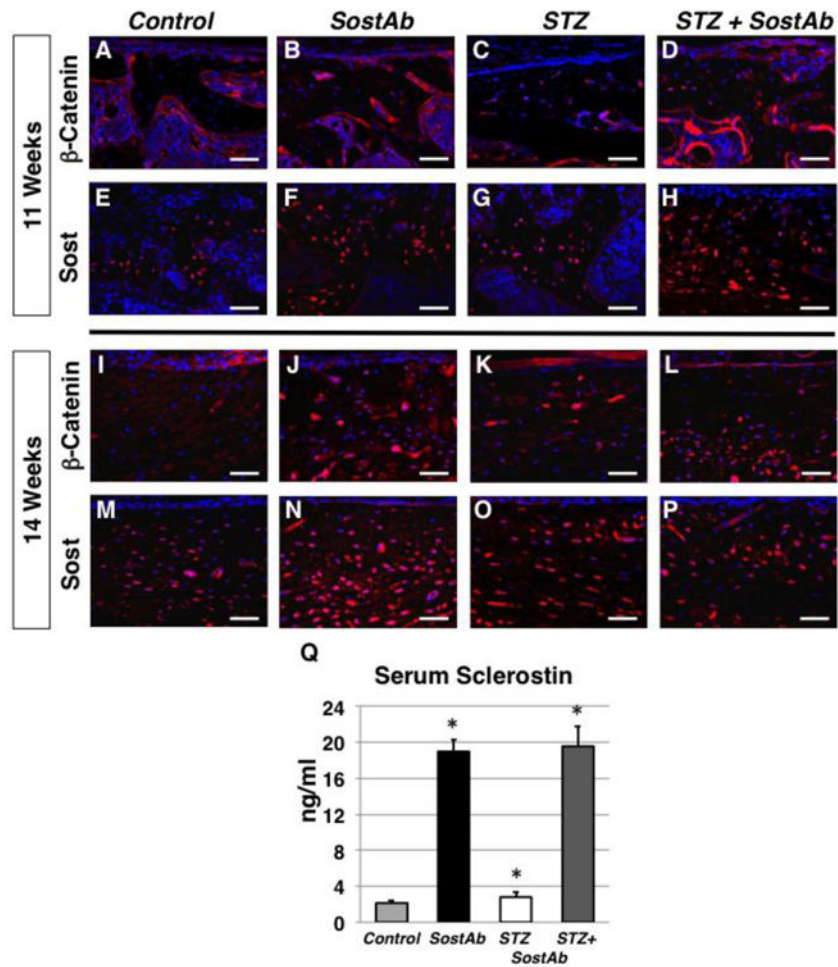 Control SostAb STZ STZ + SostAb
11 Weeks
β-Catenin
A B C D
Sost
E F G H
14 Weeks
β-Catenin
I J K L
Sost
M N O P
Q
Serum Sclerostin
ng/ml
24
20
16
12
8
4
0
* * *
Control SostAb STZ STZ+
SostAb